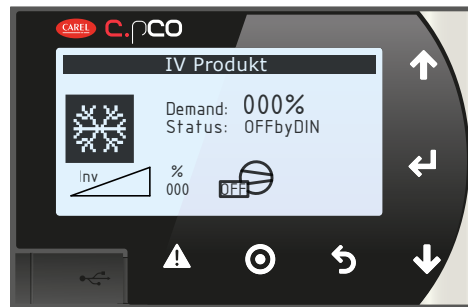 CAREL c.pCO
IV Produkt
Demand: 000%
Status: OFFbyDIN
Inv % 000
OFF